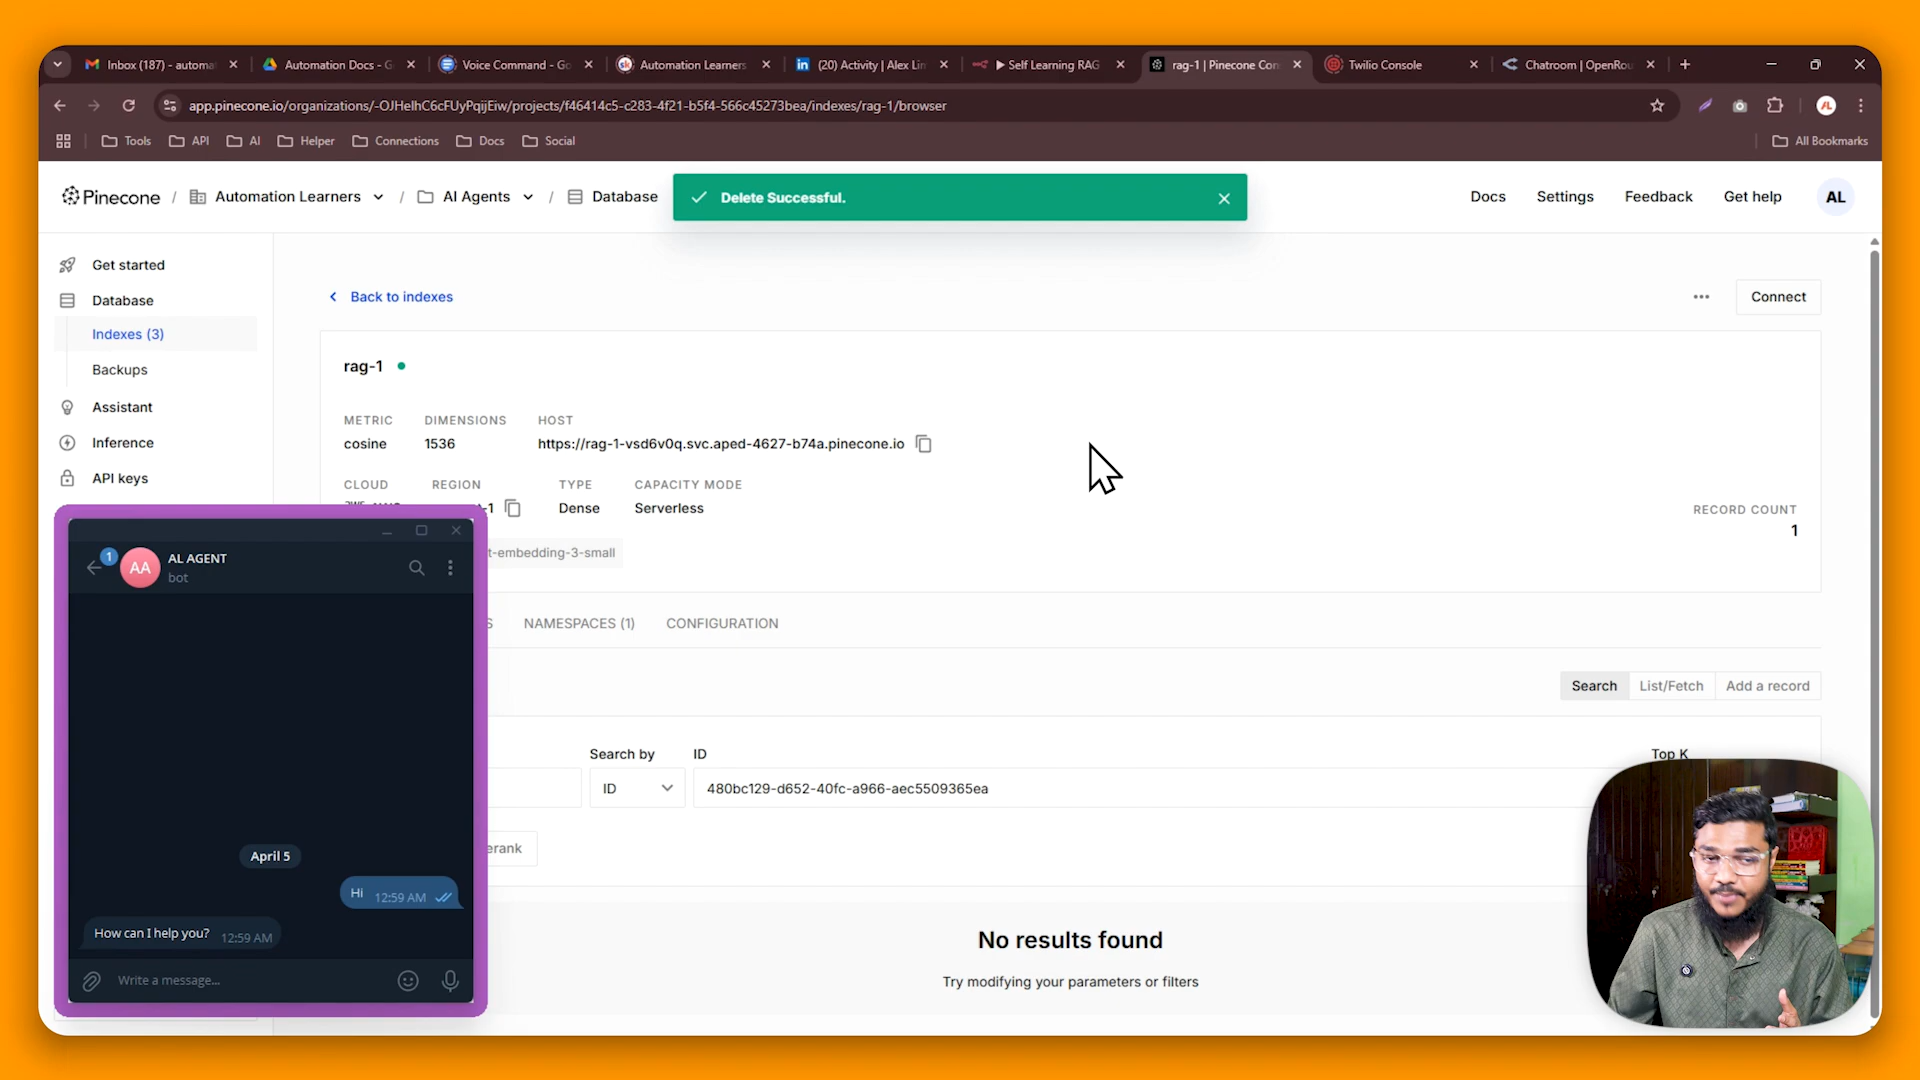 Inbox (187) - automa
Automation Docs - G
Voice Command - Go
Automation Learners
(20) Activity | Alex Lin
▶ Self Learning RAG
rag-1 | Pinecone Con
Twilio Console
Chatroom | OpenRou
app.pinecone.io/organizations/-OJHelhC6cFUyPqijEiw/projects/f46414c5-c283-4f21-b5f4-566c45273bea/indexes/rag-1/browser
AL
Tools
API
AI
Helper
Connections
Docs
Social
All Bookmarks
Pinecone / Automation Learners / AI Agents / Database
Delete Successful.
Docs
Settings
Feedback
Get help
AL
Get started
Database
Indexes (3)
Backups
Assistant
Inference
API keys
Back to indexes
Connect
rag-1
METRIC
DIMENSIONS
HOST
cosine
1536
https://rag-1-vsd6v0q.svc.aped-4627-b74a.pinecone.io
CLOUD
REGION
TYPE
CAPACITY MODE
-1
Dense
Serverless
RECORD COUNT
1
t-embedding-3-small
S
NAMESPACES (1)
CONFIGURATION
Search
List/Fetch
Add a record
Search by
ID
Top K
ID
480bc129-d652-40fc-a966-aec5509365ea
erank
No results found
Try modifying your parameters or filters
1
AA
AL AGENT
bot
April 5
Hi 12:59 AM
How can I help you? 12:59 AM
Write a message...